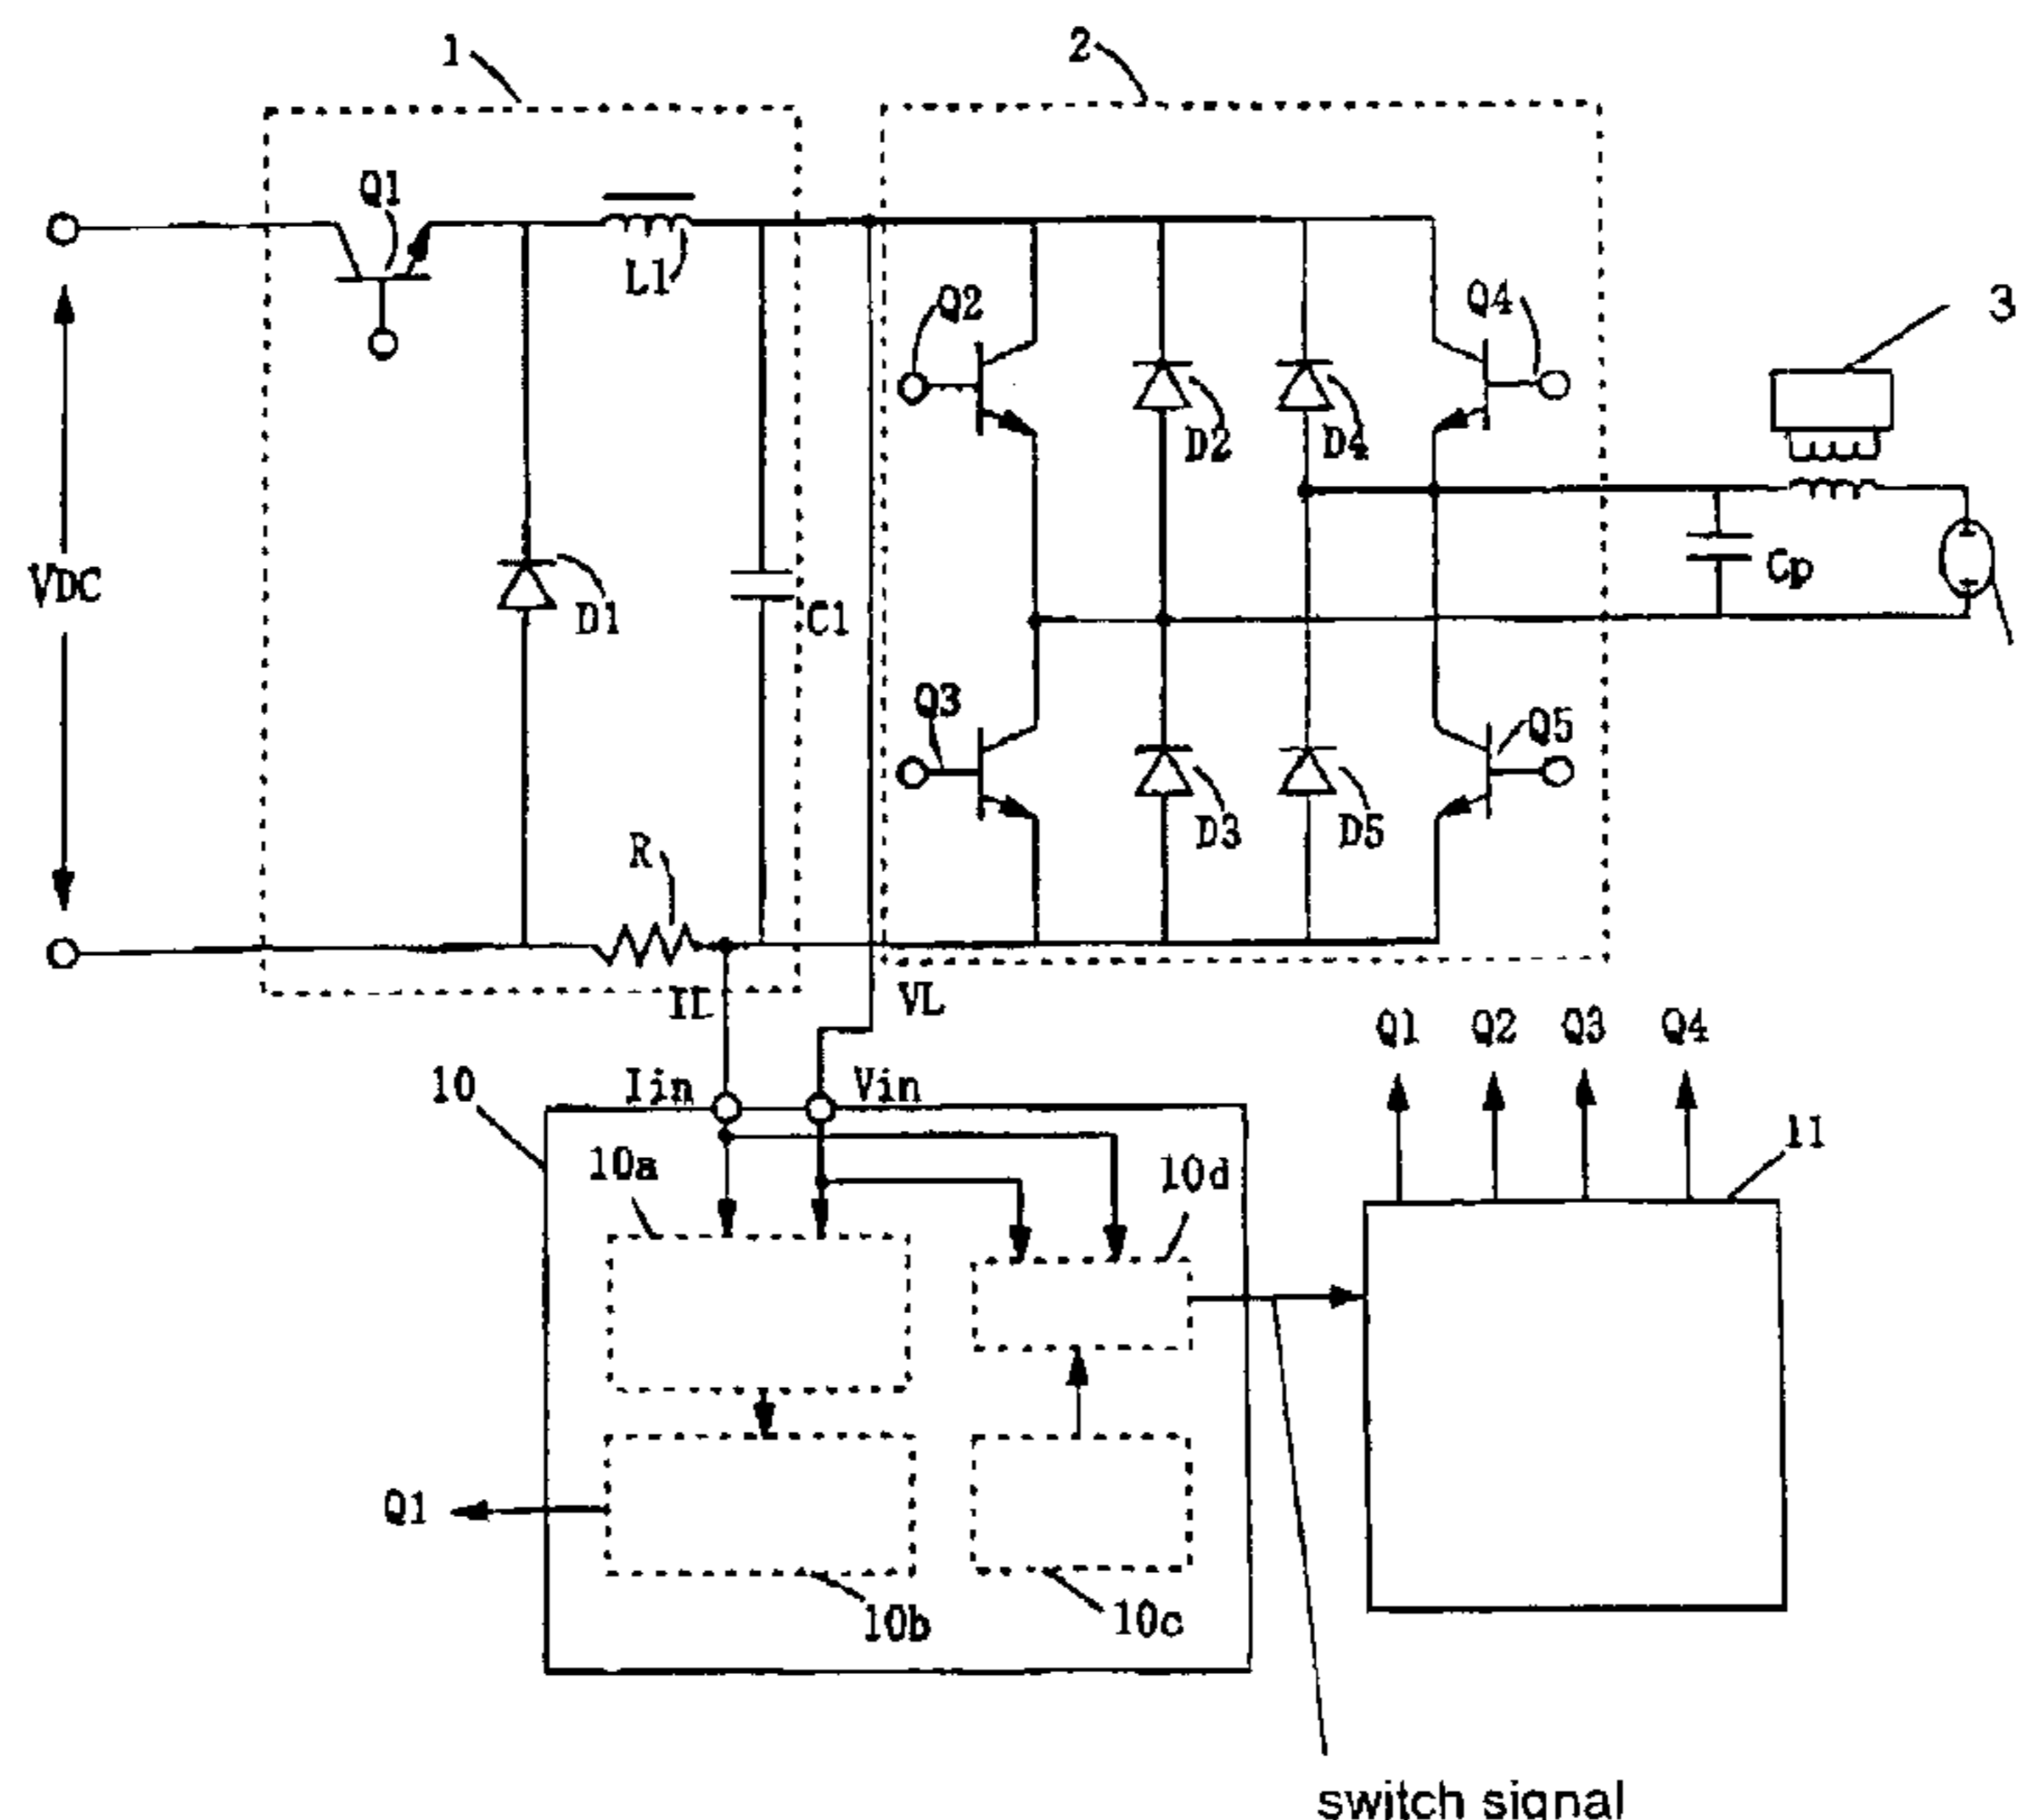 1
2
Q1
L1
Q2
Q4
3
D2
D4
VDC
D1
C1
Cp
Q3
Q5
R
D3
D5
IL
VL
Q1 Q2 Q3 Q4
10
Iin
Vin
11
10a
10d
Q1
10b
10c
switch signal